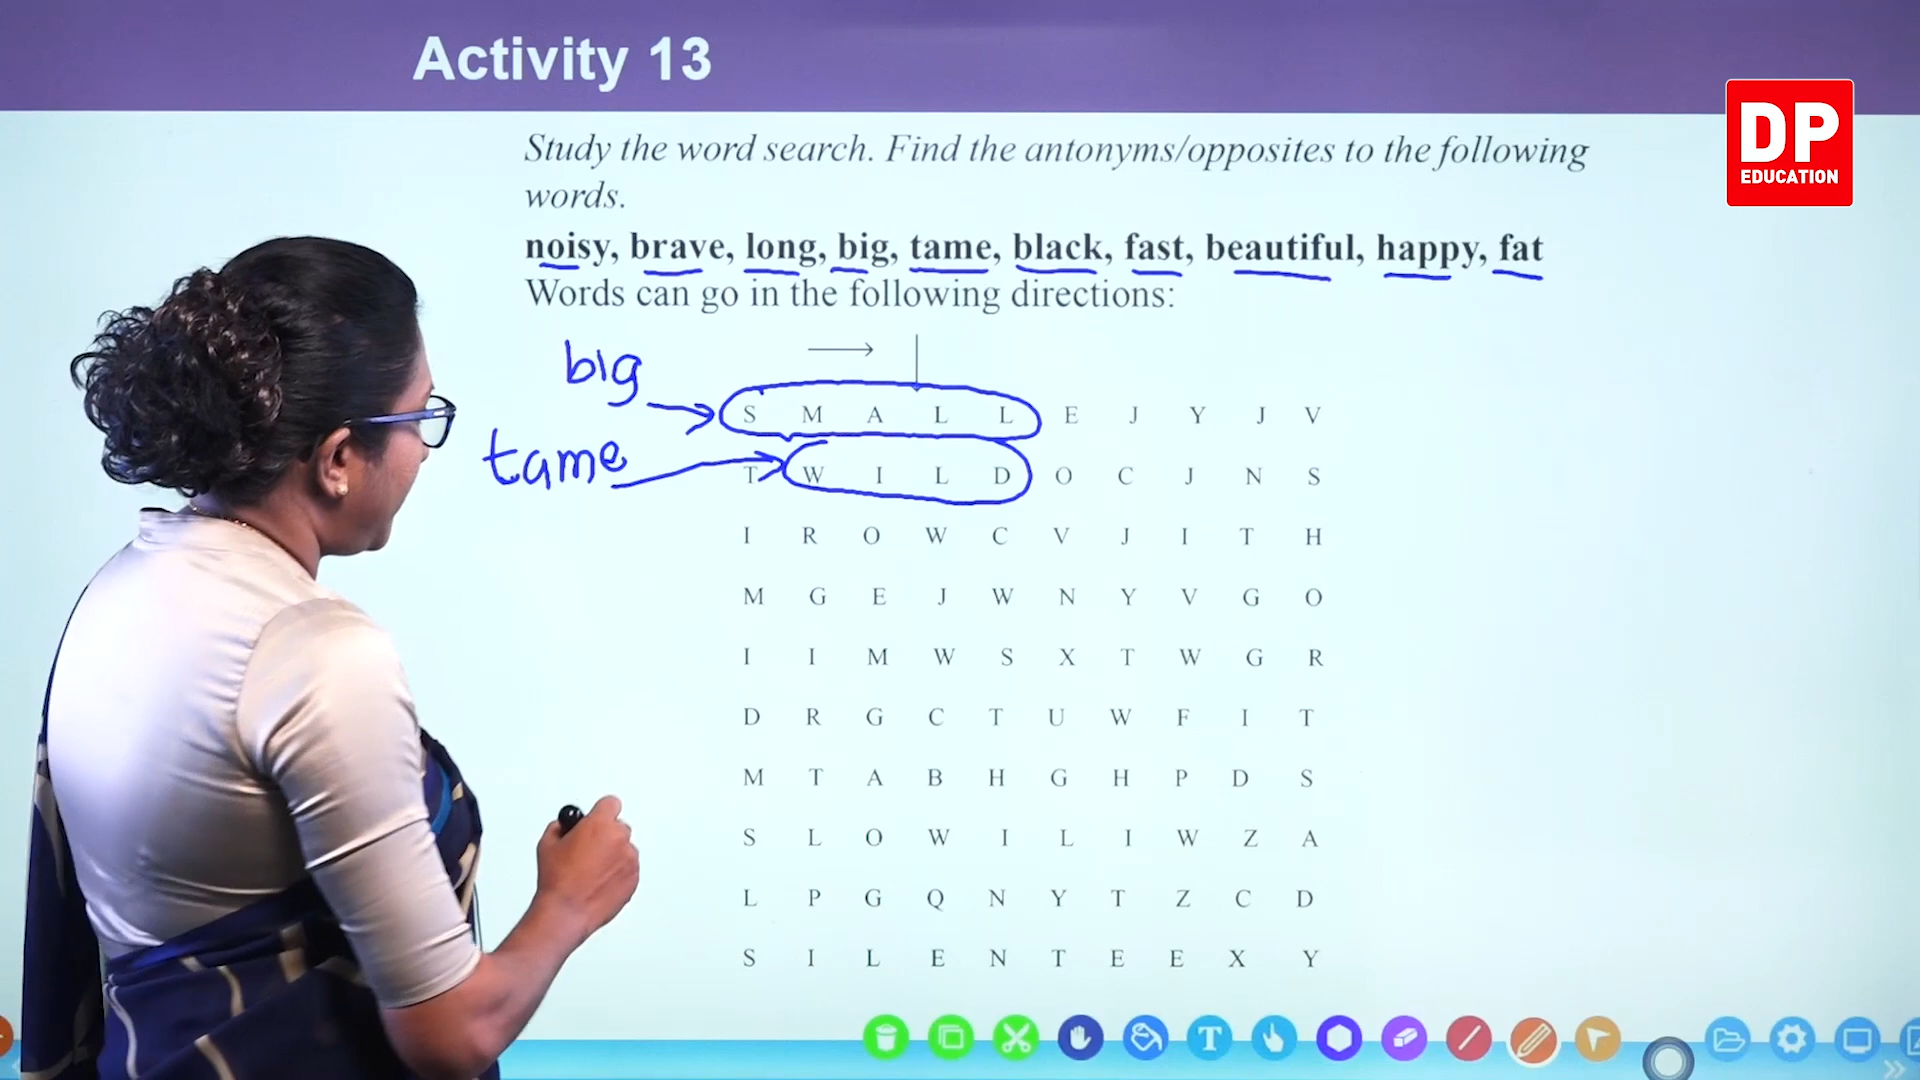 Activity 13
DP
EDUCATION
Study the word search. Find the antonyms/opposites to the following
words.
noisy, brave, long, big, tame, black, fast, beautiful, happy, fat
Words can go in the following directions:
big
tame
S M A L L E J Y J V
T W I L D O C J N S
I R O W C V J I T H
M G E J W N Y V G O
I I M W S X T W G R
D R G C T U W F I T
M T A B H G H P D S
S L O W I L I W Z A
L P G Q N Y T Z C D
S I L E N T E E X Y
T